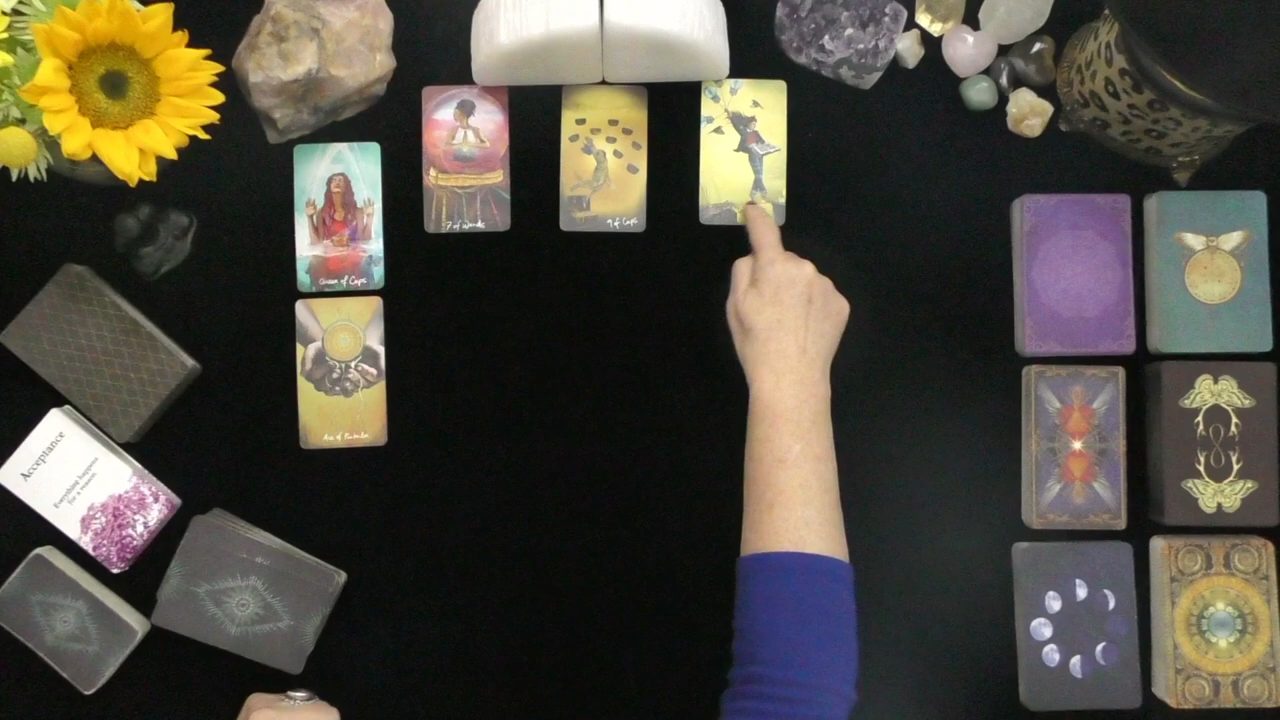 7 of Wands
9 of Cups
Queen of Cups
Ace of Pentacles
Acceptance
Everything happens
for a reason.